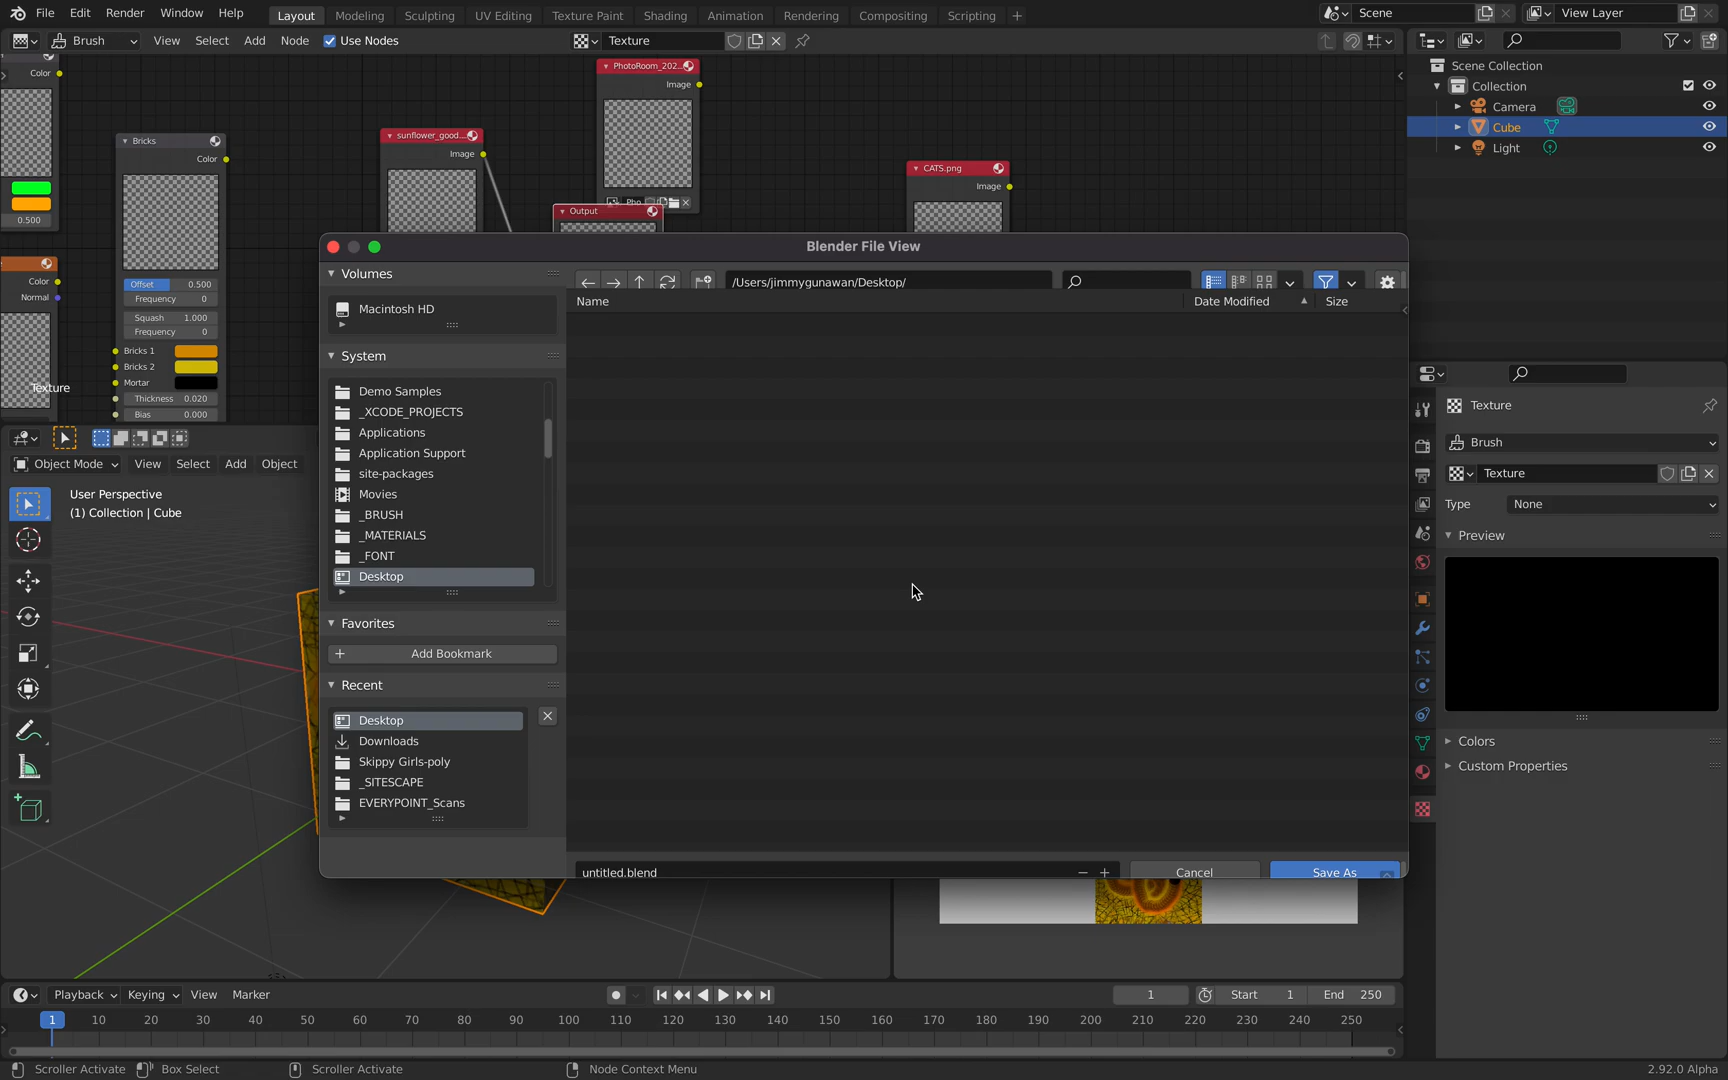 File Edit Render Window Help
Layout Modeling Sculpting UV Editing Texture Paint Shading Animation Rendering Compositing Scripting +
Scene
View Layer
Brush View Select Add Node Use Nodes
Texture
Color
0.500
Color
Normal
Texture
Bricks
Color
Offset 0.500
Frequency 0
Squash 1.000
Frequency 0
Bricks 1
Bricks 2
Mortar
Thickness 0.020
Bias 0.000
sunflower_good...
Image
PhotoRoom_202...
Image
Pho
Output
CATS.png
Image
Scene Collection
Collection
Camera
Cube
Light
Blender File View
Volumes
Macintosh HD
System
Demo Samples
_XCODE_PROJECTS
Applications
Application Support
site-packages
Movies
_BRUSH
_MATERIALS
_FONT
Desktop
Favorites
+ Add Bookmark
Recent
Desktop
Downloads
Skippy Girls-poly
_SITESCAPE
EVERYPOINT_Scans
/Users/jimmygunawan/Desktop/
Name Date Modified Size
untitled.blend
Cancel
Save As
Texture
Brush
Texture
Type None
Preview
Colors
Custom Properties
Object Mode View Select Add Object
User Perspective
(1) Collection | Cube
Playback Keying View Marker
1 Start 1 End 250
1 10 20 30 40 50 60 70 80 90 100 110 120 130 140 150 160 170 180 190 200 210 220 230 240 250
Scroller Activate Box Select Scroller Activate Node Context Menu 2.92.0 Alpha